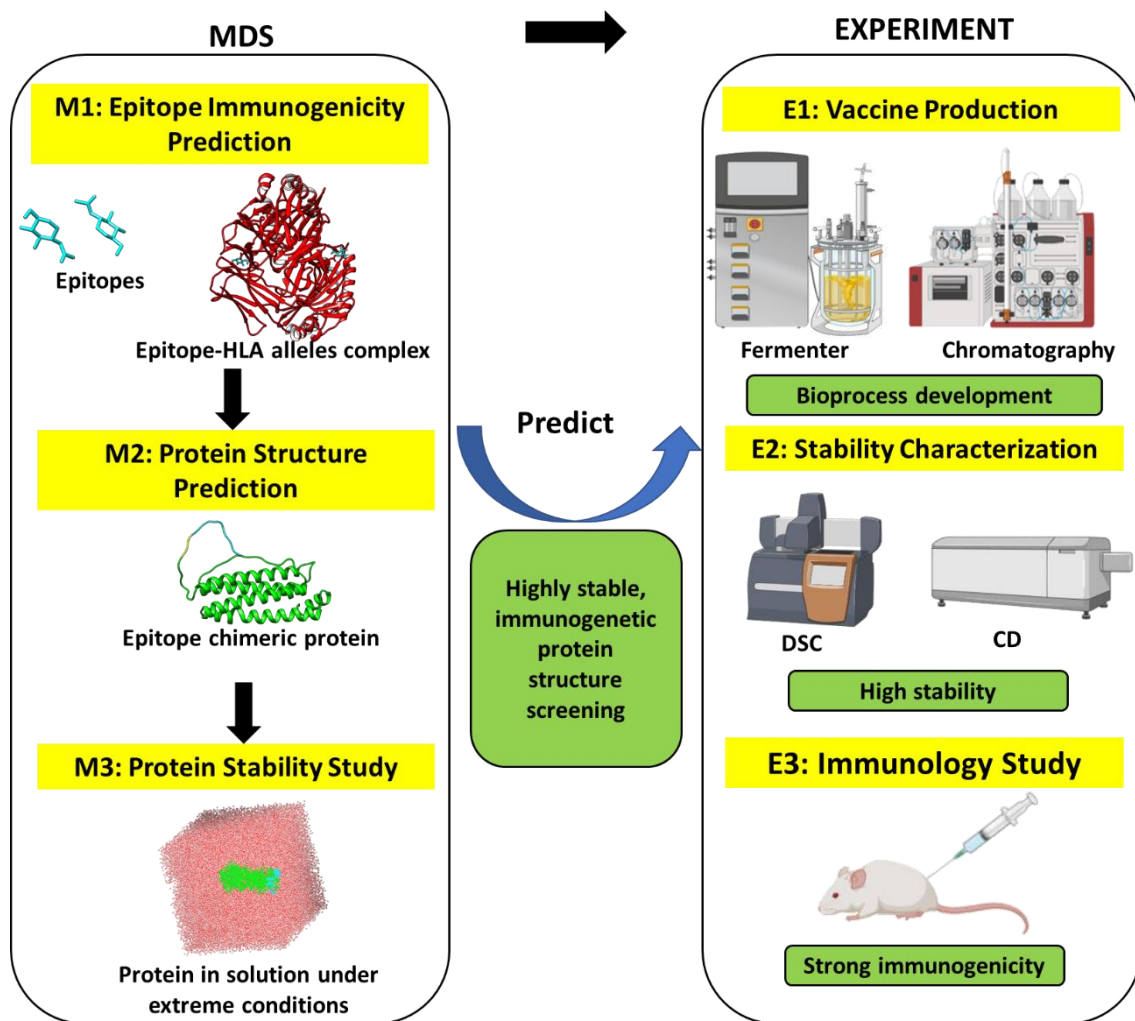 MDS
M1: Epitope Immunogenicity
Prediction
Epitopes
Epitope-HLA alleles complex
M2: Protein Structure
Prediction
Epitope chimeric protein
M3: Protein Stability Study
Protein in solution under
extreme conditions
Predict
Highly stable,
immunogenetic
protein
structure
screening
EXPERIMENT
E1: Vaccine Production
Fermenter
Chromatography
Bioprocess development
E2: Stability Characterization
DSC
CD
High stability
E3: Immunology Study
Strong immunogenicity